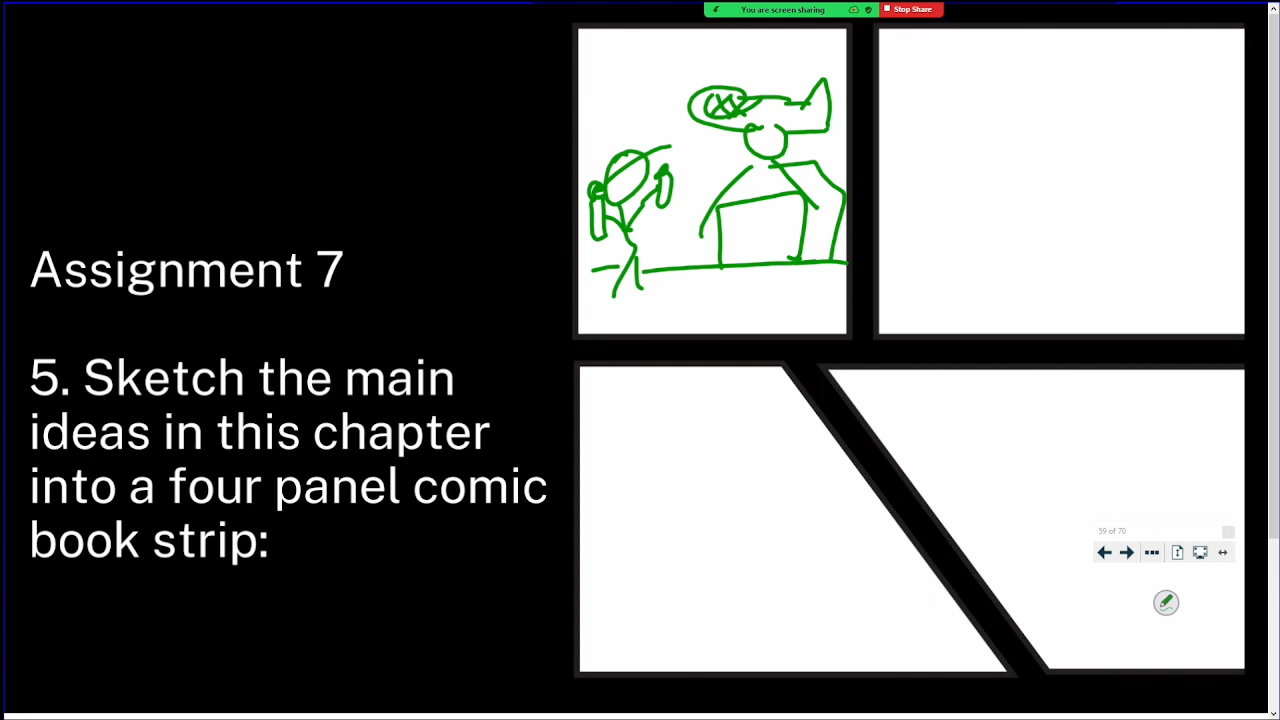 You are screen sharing
Stop Share
Assignment 7
5. Sketch the main
ideas in this chapter
into a four panel comic
book strip:
59 of 70